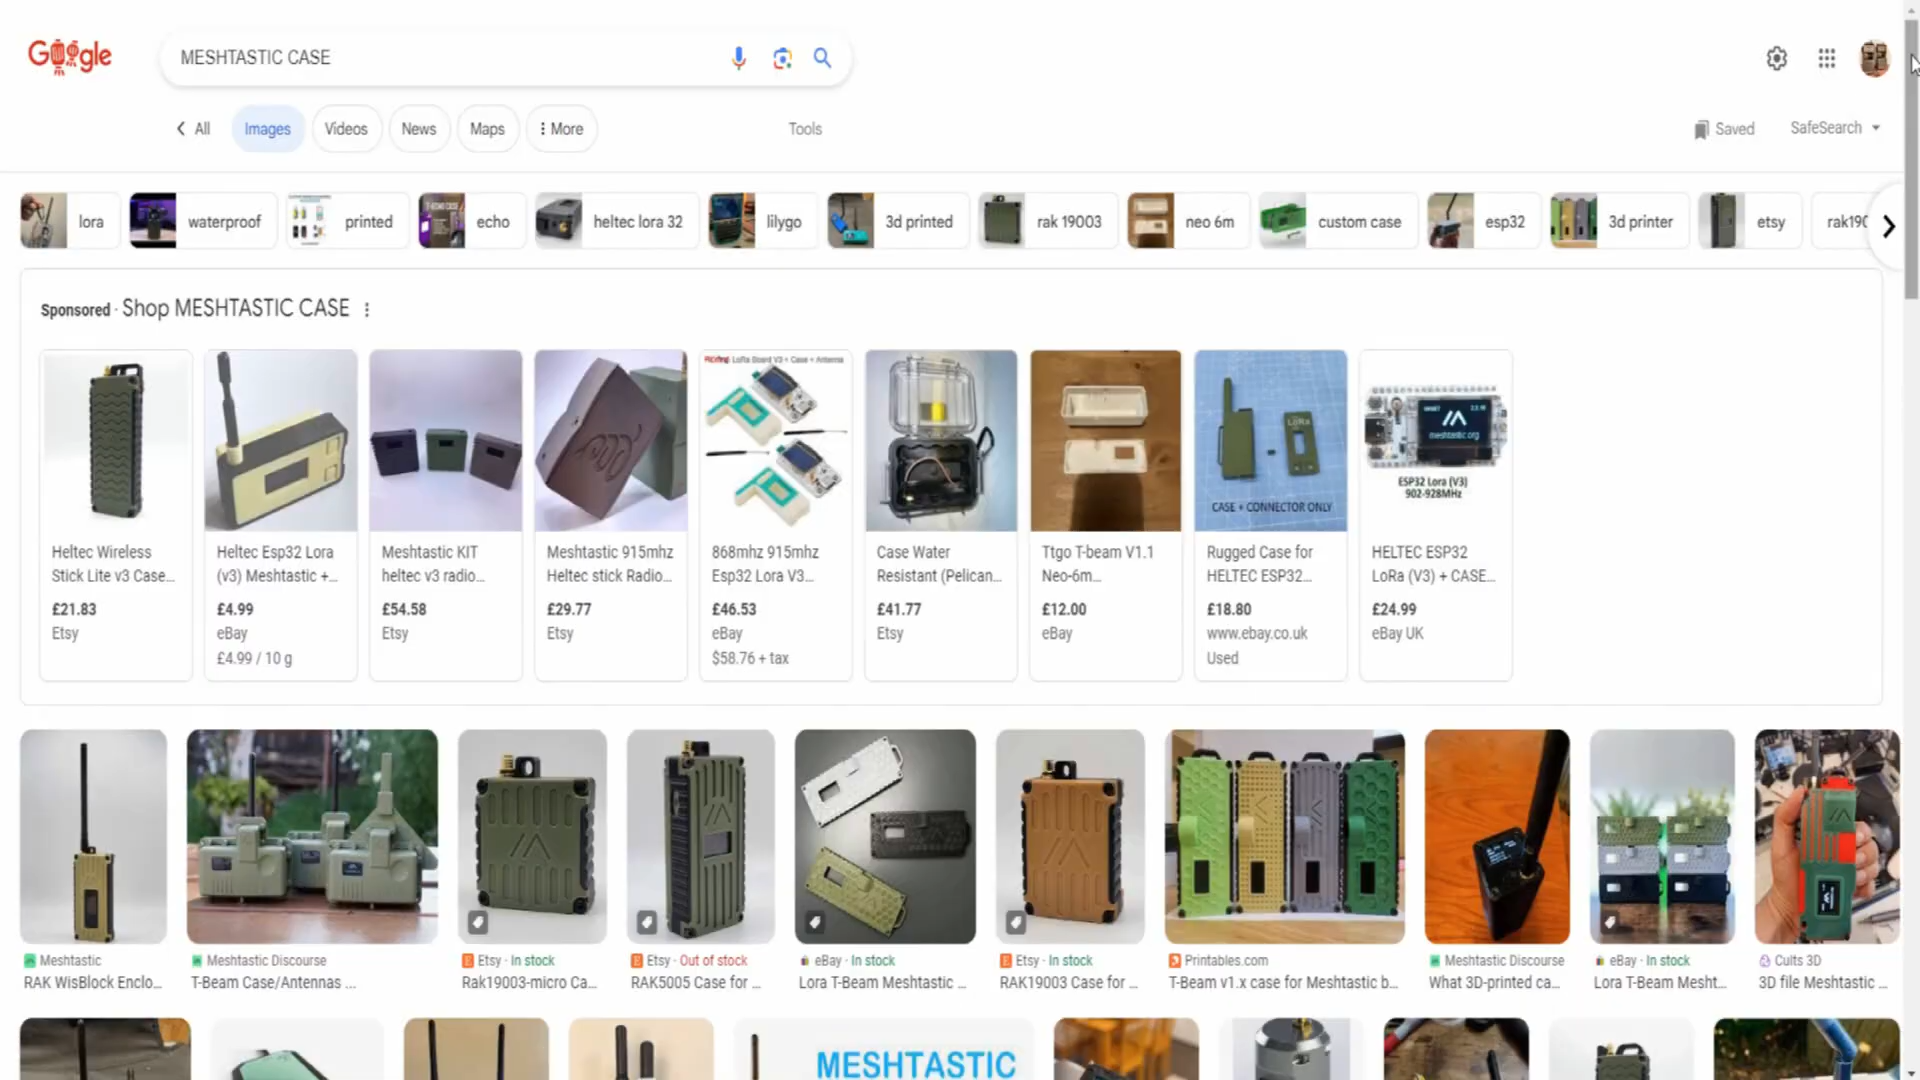 Google
MESHTASTIC CASE
All
Images
Videos
News
Maps
More
Tools
Saved
SafeSearch
lora
waterproof
printed
echo
heltec lora 32
lilygo
3d printed
rak 19003
neo 6m
custom case
esp32
3d printer
etsy
rak190
Sponsored · Shop MESHTASTIC CASE
LoRa Board V3 + Case + Antenna
LoRa
CASE + CONNECTOR ONLY
meshtastic.org
ESP32 Lora (V3)
902-928MHz
Heltec Wireless
Stick Lite v3 Case...
£21.83
Etsy
Heltec Esp32 Lora
(v3) Meshtastic +...
£4.99
eBay
£4.99 / 10 g
Meshtastic KIT
heltec v3 radio...
£54.58
Etsy
Meshtastic 915mhz
Heltec stick Radio...
£29.77
Etsy
868mhz 915mhz
Esp32 Lora V3...
£46.53
eBay
$58.76 + tax
Case Water
Resistant (Pelican...
£41.77
Etsy
Ttgo T-beam V1.1
Neo-6m...
£12.00
eBay
Rugged Case for
HELTEC ESP32...
£18.80
www.ebay.co.uk
Used
HELTEC ESP32
LoRa (V3) + CASE...
£24.99
eBay UK
Meshtastic
RAK WisBlock Enclo...
Meshtastic Discourse
T-Beam Case/Antennas ...
Etsy · In stock
Rak19003-micro Ca...
Etsy · Out of stock
RAK5005 Case for ...
eBay · In stock
Lora T-Beam Meshtastic ...
Etsy · In stock
RAK19003 Case for ...
Printables.com
T-Beam v1.x case for Meshtastic b...
Meshtastic Discourse
What 3D-printed ca...
eBay · In stock
Lora T-Beam Mesht...
Cults 3D
3D file Meshtastic ...
MESHTASTIC